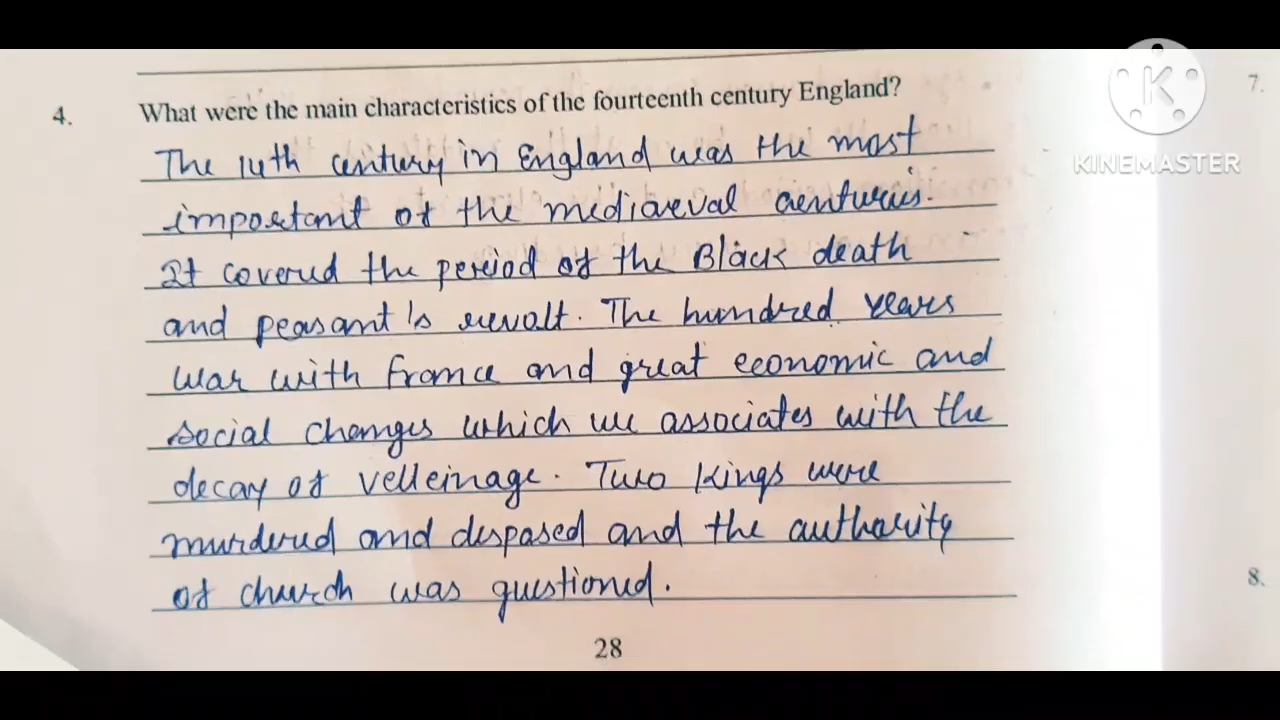 4. What were the main characteristics of the fourteenth century England?
The 14th century in England was the most
important of the mediaeval centuries.
It covered the period of the Black death
and peasant's revolt. The hundred years
war with France and great economic and
social changes which we associates with the
decay of velleinage. Two kings were
murdered and dispased and the autharity
of church was questioned.
28
7.
8.
K
KINEMASTER